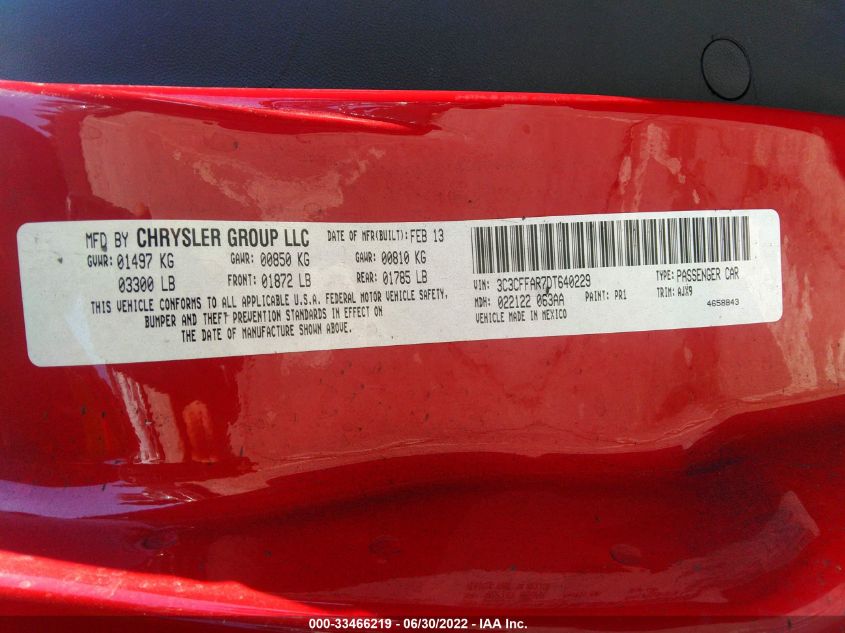 MFD BY CHRYSLER GROUP LLC DATE OF MFR(BUILT): FEB 13
GVWR: 01497 KG GAWR: 00850 KG GAWR: 00810 KG
03300 LB FRONT: 01872 LB REAR: 01785 LB
THIS VEHICLE CONFORMS TO ALL APPLICABLE U.S.A. FEDERAL MOTOR VEHICLE SAFETY,
BUMPER AND THEFT PREVENTION STANDARDS IN EFFECT ON
THE DATE OF MANUFACTURE SHOWN ABOVE.
VIN: 3C3CFFAR7DT640229 TYPE: PASSENGER CAR
MDH: 022122 063AA PAINT: PR1 TRIM: AJX9
VEHICLE MADE IN MEXICO 4658843
000-33466219 - 06/30/2022 - IAA Inc.